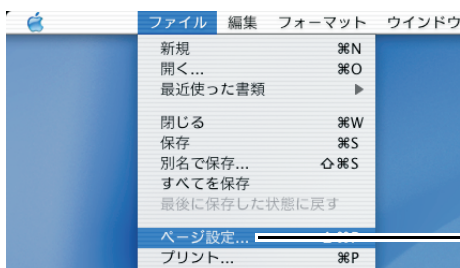 ファイル 編集 フォーマット ウインドウ
新規 ⌘N
開く... ⌘O
最近使った書類 ▶
閉じる ⌘W
保存 ⌘S
別名で保存... ⇧⌘S
すべてを保存
最後に保存した状態に戻す
ページ設定...
プリント... ⌘P